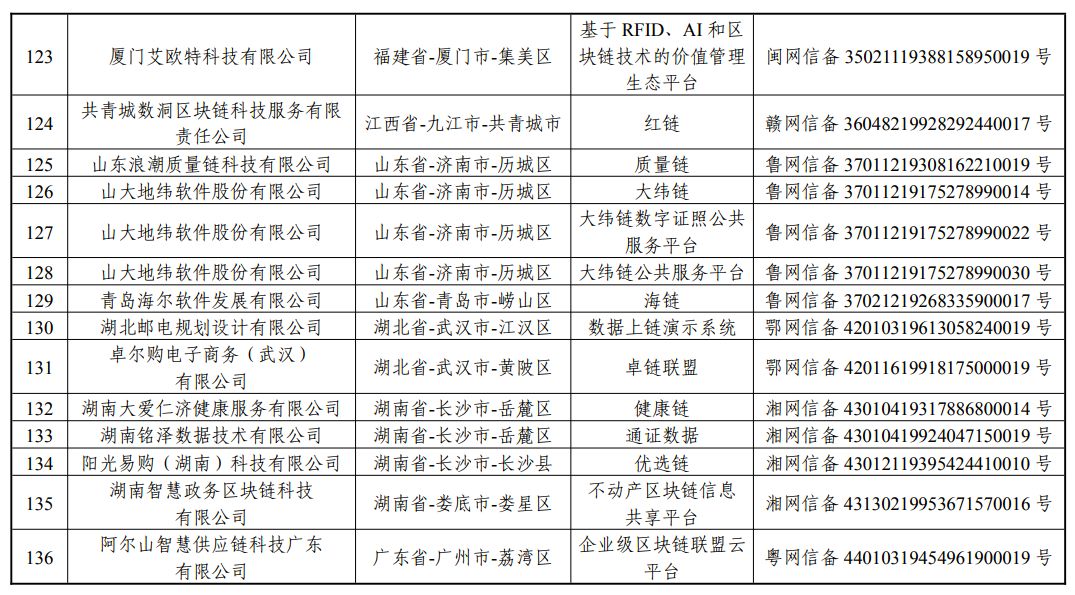 123 厦门艾欧特科技有限公司 福建省-厦门市-集美区 基于 RFID、AI 和区
块链技术的价值管理
生态平台 闽网信备 35021119388158950019 号
124 共青城数洞区块链科技服务有限
责任公司 江西省-九江市-共青城市 红链 赣网信备 36048219928292440017 号
125 山东浪潮质量链科技有限公司 山东省-济南市-历城区 质量链 鲁网信备 37011219308162210019 号
126 山大地纬软件股份有限公司 山东省-济南市-历城区 大纬链 鲁网信备 37011219175278990014 号
127 山大地纬软件股份有限公司 山东省-济南市-历城区 大纬链数字证照公共
服务平台 鲁网信备 37011219175278990022 号
128 山大地纬软件股份有限公司 山东省-济南市-历城区 大纬链公共服务平台 鲁网信备 37011219175278990030 号
129 青岛海尔软件发展有限公司 山东省-青岛市-崂山区 海链 鲁网信备 37021219268335900017 号
130 湖北邮电规划设计有限公司 湖北省-武汉市-江汉区 数据上链演示系统 鄂网信备 42010319613058240019 号
131 卓尔购电子商务（武汉）
有限公司 湖北省-武汉市-黄陂区 卓链联盟 鄂网信备 42011619918175000019 号
132 湖南大爱仁济健康服务有限公司 湖南省-长沙市-岳麓区 健康链 湘网信备 43010419317886800014 号
133 湖南铭泽数据技术有限公司 湖南省-长沙市-岳麓区 通证数据 湘网信备 43010419924047150019 号
134 阳光易购（湖南）科技有限公司 湖南省-长沙市-长沙县 优选链 湘网信备 43012119395424410010 号
135 湖南智慧政务区块链科技
有限公司 湖南省-娄底市-娄星区 不动产区块链信息
共享平台 湘网信备 43130219953671570016 号
136 阿尔山智慧供应链科技广东
有限公司 广东省-广州市-荔湾区 企业级区块链联盟云
平台 粤网信备 44010319454961900019 号